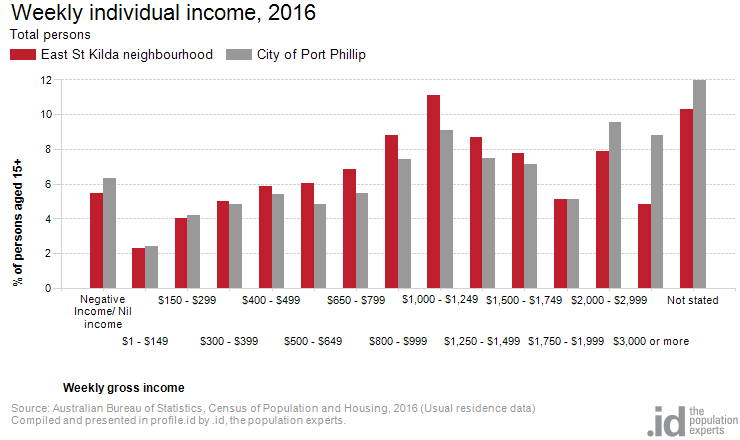 Weekly individual income, 2016
Total persons
East St Kilda neighbourhood City of Port Phillip
% of persons aged 15+
12
10
8
6
4
2
0
Negative Income/ Nil income
$1 - $149
$150 - $299
$300 - $399
$400 - $499
$500 - $649
$650 - $799
$800 - $999
$1,000 - $1,249
$1,250 - $1,499
$1,500 - $1,749
$1,750 - $1,999
$2,000 - $2,999
$3,000 or more
Not stated
Weekly gross income
Source: Australian Bureau of Statistics, Census of Population and Housing, 2016 (Usual residence data)
Compiled and presented in profile.id by .id, the population experts.
.id the population experts